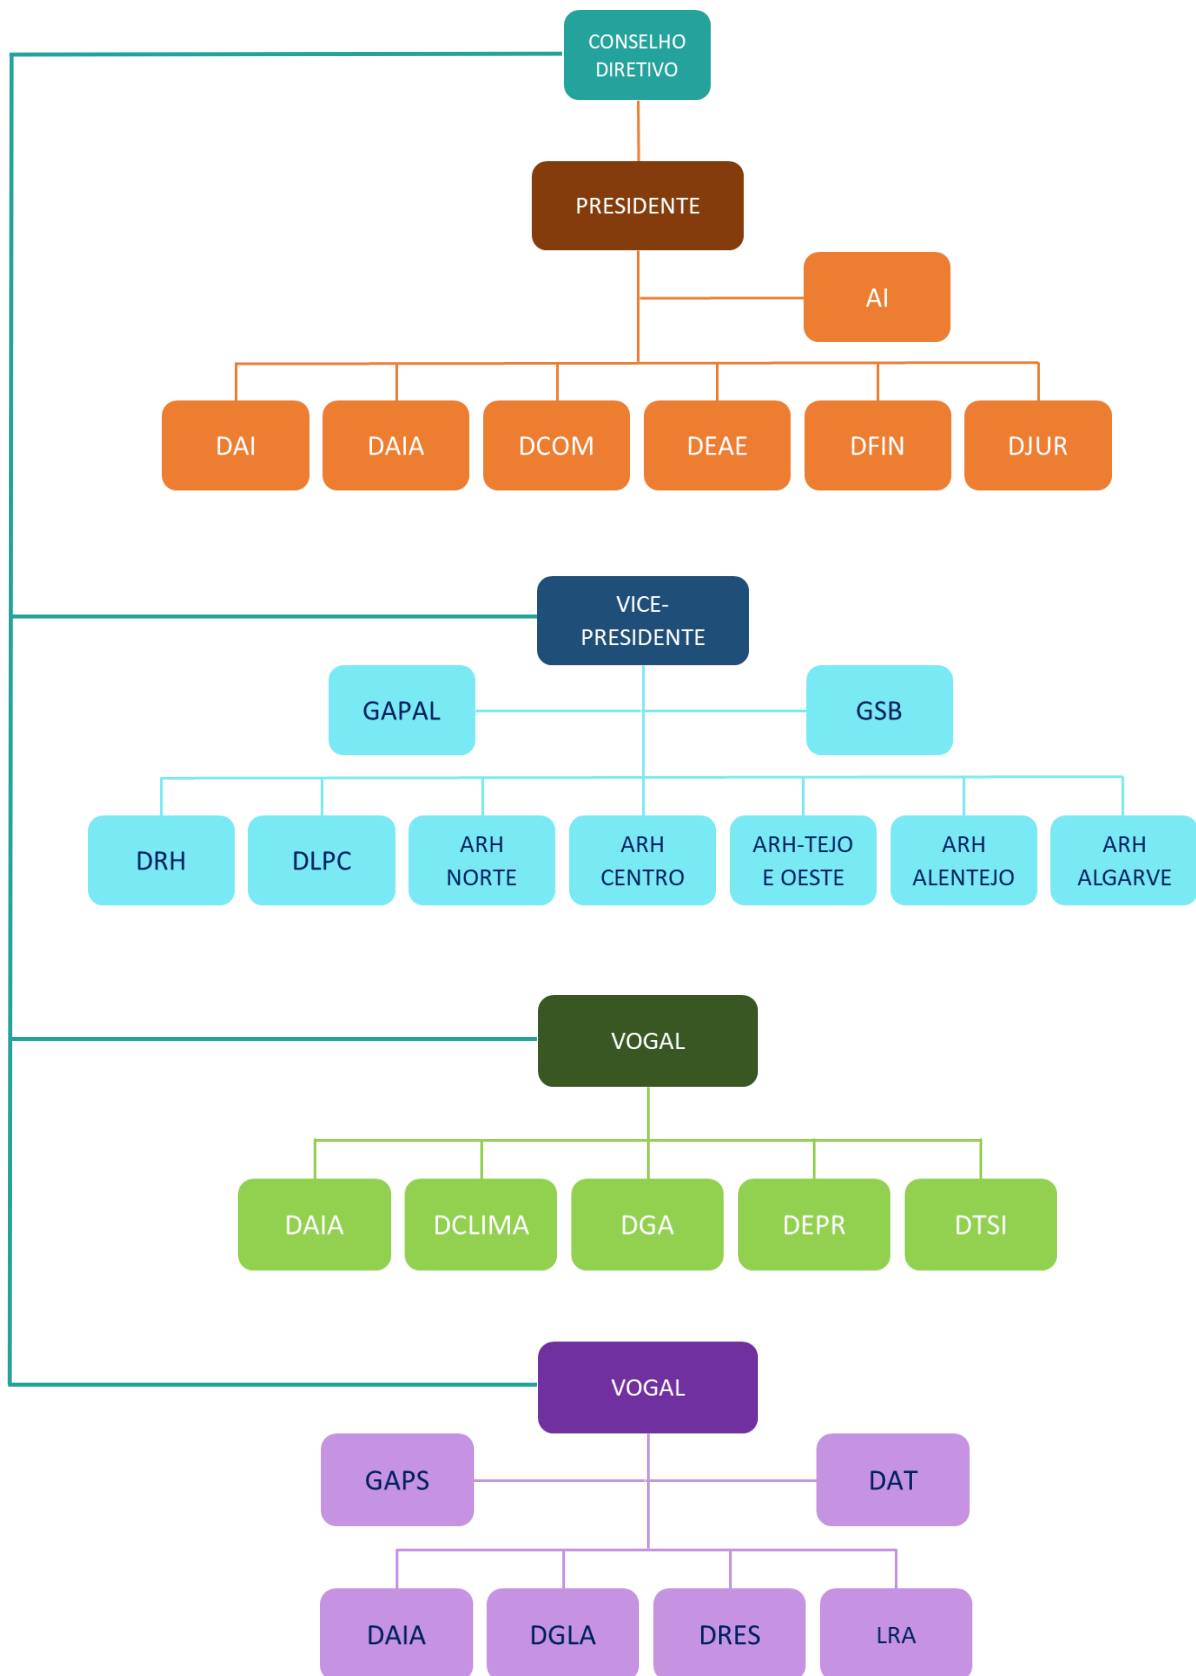 CONSELHO
DIRETIVO
PRESIDENTE
AI
DAI
DAIA
DCOM
DEAE
DFIN
DJUR
VICE-
PRESIDENTE
GAPAL
GSB
DRH
DLPC
ARH
NORTE
ARH
CENTRO
ARH-TEJO
E OESTE
ARH
ALENTEJO
ARH
ALGARVE
VOGAL
DAIA
DCLIMA
DGA
DEPR
DTSI
VOGAL
GAPS
DAT
DAIA
DGLA
DRES
LRA